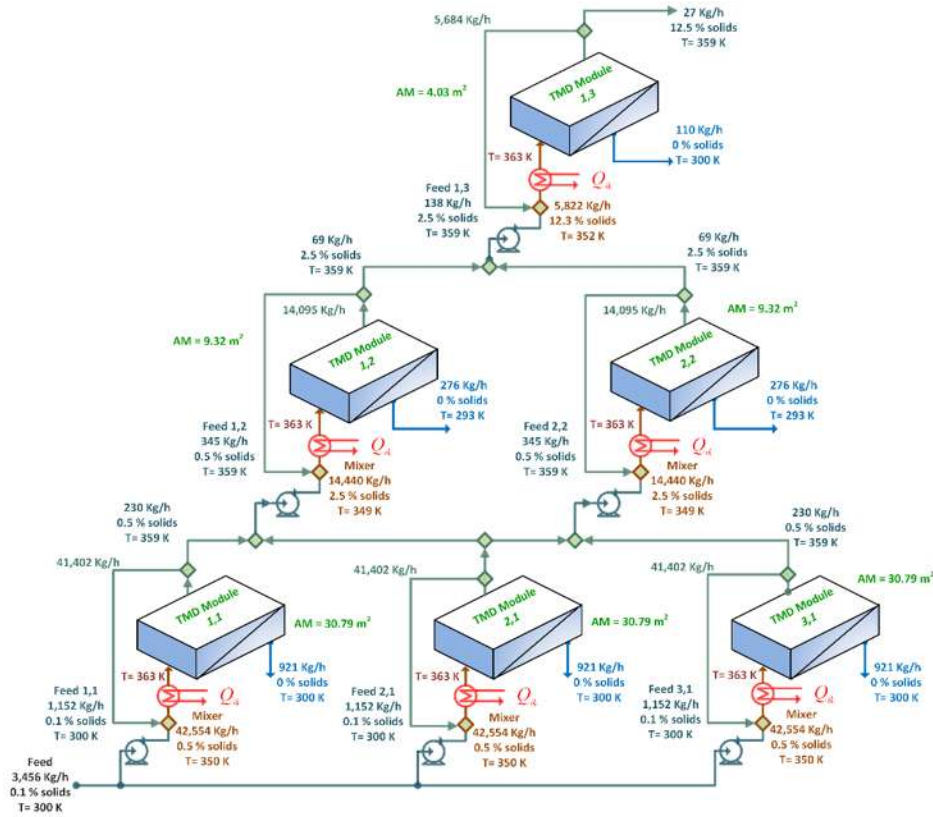 5,684 Kg/h
27 Kg/h
12.5 % solids
T= 359 K
AM = 4.03 m²
TMD Module
1,3
110 Kg/h
0 % solids
T= 300 K
T= 363 K
Feed 1,3
138 Kg/h
2.5 % solids
T= 359 K
5,822 Kg/h
12.3 % solids
T= 352 K
69 Kg/h
2.5 % solids
T= 359 K
69 Kg/h
2.5 % solids
T= 359 K
14,095 Kg/h
AM = 9.32 m²
TMD Module
1,2
276 Kg/h
0 % solids
T= 293 K
T= 363 K
Feed 1,2
345 Kg/h
0.5 % solids
T= 359 K
Mixer
14,440 Kg/h
2.5 % solids
T= 349 K
14,095 Kg/h
AM = 9.32 m²
TMD Module
2,2
276 Kg/h
0 % solids
T= 293 K
T= 363 K
Feed 2,2
345 Kg/h
0.5 % solids
T= 359 K
Mixer
14,440 Kg/h
2.5 % solids
T= 349 K
230 Kg/h
0.5 % solids
T= 359 K
230 Kg/h
0.5 % solids
T= 359 K
41,402 Kg/h
TMD Module
1,1
AM = 30.79 m²
921 Kg/h
0 % solids
T= 300 K
T= 363 K
Feed 1,1
1,152 Kg/h
0.1 % solids
T= 300 K
Mixer
42,554 Kg/h
0.5 % solids
T= 350 K
41,402 Kg/h
TMD Module
2,1
AM = 30.79 m²
921 Kg/h
0 % solids
T= 300 K
T= 363 K
Feed 2,1
1,152 Kg/h
0.1 % solids
T= 300 K
Mixer
42,554 Kg/h
0.5 % solids
T= 350 K
41,402 Kg/h
TMD Module
3,1
AM = 30.79 m²
921 Kg/h
0 % solids
T= 300 K
T= 363 K
Feed 3,1
1,152 Kg/h
0.1 % solids
T= 300 K
Mixer
42,554 Kg/h
0.5 % solids
T= 350 K
Feed
3,456 Kg/h
0.1 % solids
T= 300 K